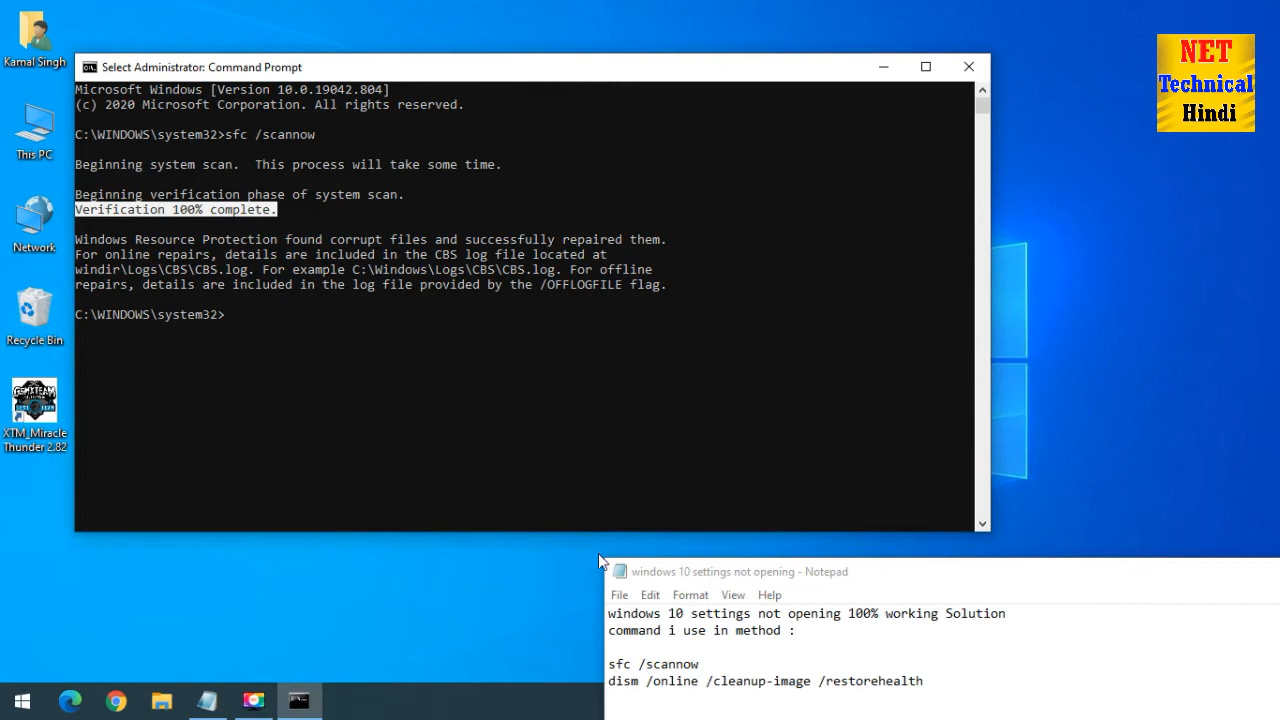 Kamal Singh
This PC
Network
Recycle Bin
GSMXTEAM
XTM_Miracle
Thunder 2.82
Select Administrator: Command Prompt
Microsoft Windows [Version 10.0.19042.804]
(c) 2020 Microsoft Corporation. All rights reserved.
C:\WINDOWS\system32>sfc /scannow
Beginning system scan.  This process will take some time.
Beginning verification phase of system scan.
Verification 100% complete.
Windows Resource Protection found corrupt files and successfully repaired them.
For online repairs, details are included in the CBS log file located at
windir\Logs\CBS\CBS.log. For example C:\Windows\Logs\CBS\CBS.log. For offline
repairs, details are included in the log file provided by the /OFFLOGFILE flag.
C:\WINDOWS\system32>
NET
Technical
Hindi
windows 10 settings not opening - Notepad
File Edit Format View Help
windows 10 settings not opening 100% working Solution
command i use in method :
sfc /scannow
dism /online /cleanup-image /restorehealth